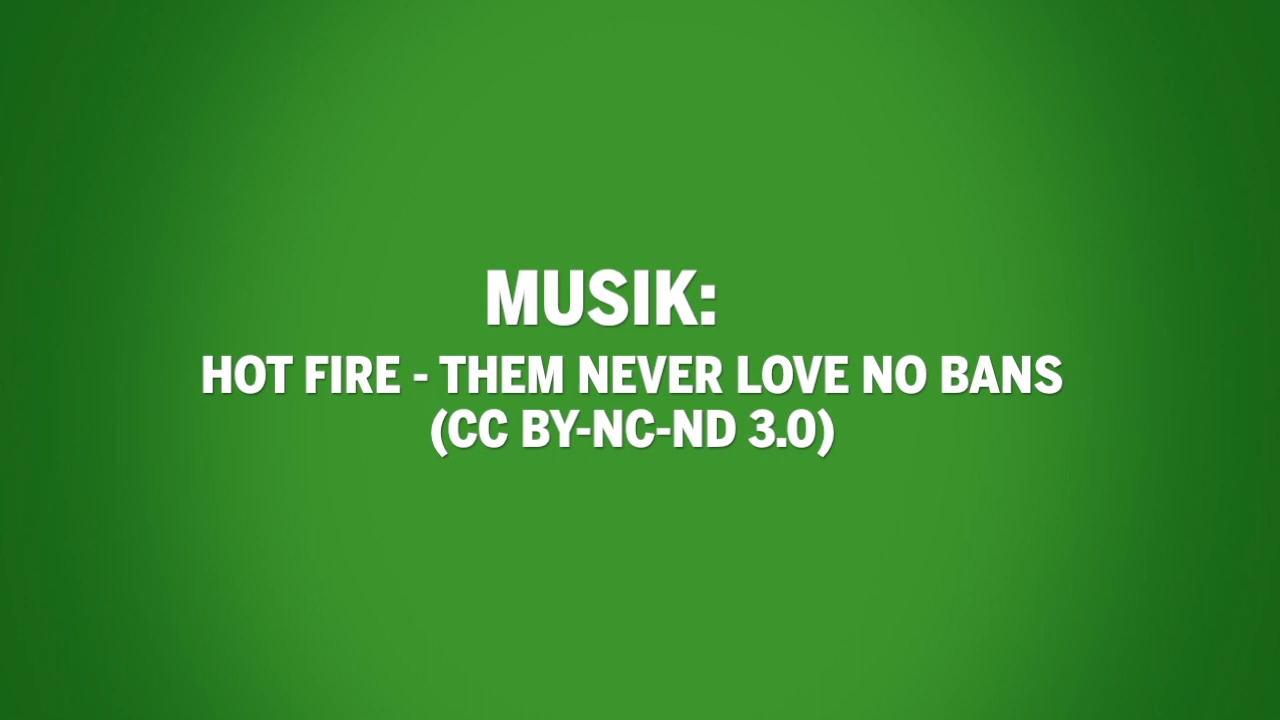 MUSIK:
HOT FIRE - THEM NEVER LOVE NO BANS
(CC BY-NC-ND 3.0)